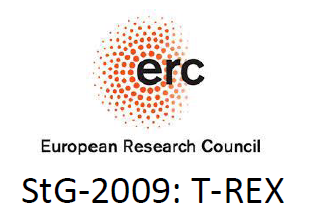 erc
European Research Council
StG-2009: T-REX